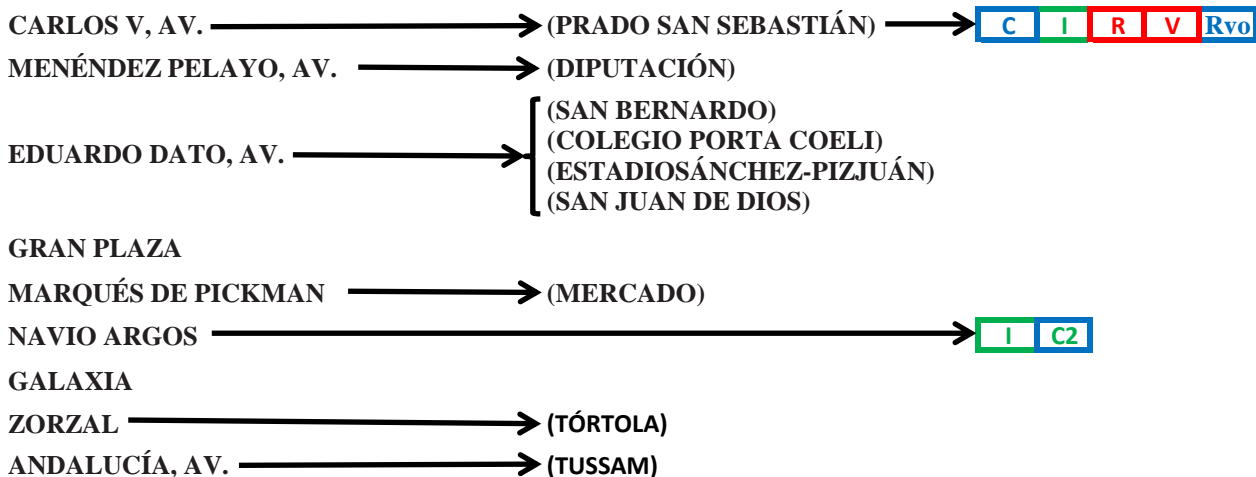 CARLOS V, AV. (PRADO SAN SEBASTIÁN) C I R V Rvo
MENÉNDEZ PELAYO, AV. (DIPUTACIÓN)
(SAN BERNARDO)
(COLEGIO PORTA COELI)
EDUARDO DATO, AV.
(ESTADIOSÁNCHEZ-PIZJUÁN)
(SAN JUAN DE DIOS)
GRAN PLAZA
MARQUÉS DE PICKMAN (MERCADO)
NAVIO ARGOS I C2
GALAXIA
ZORZAL (TÓRTOLA)
ANDALUCÍA, AV. (TUSSAM)